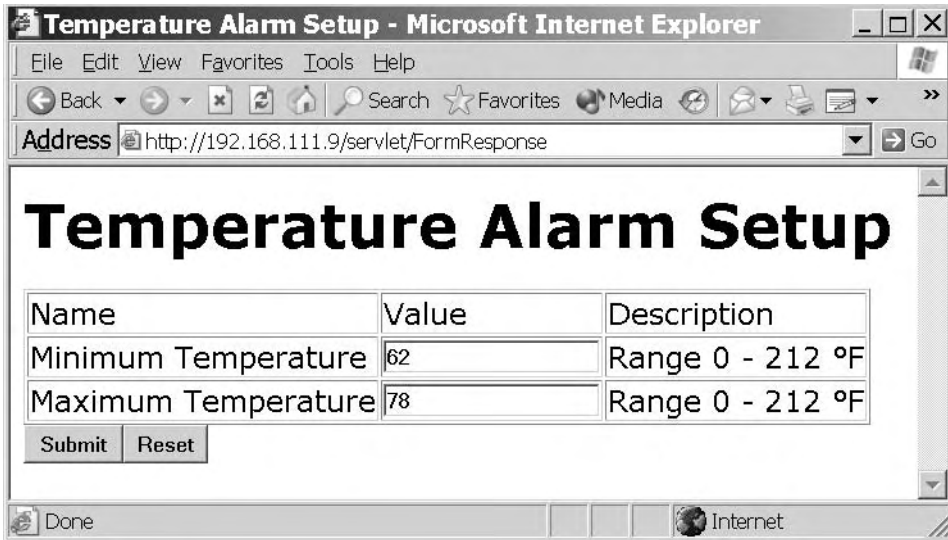 Temperature Alarm Setup - Microsoft Internet Explorer
File Edit View Favorites Tools Help
Back Search Favorites Media »
Address http://192.168.111.9/servlet/FormResponse Go
Temperature Alarm Setup
Name Value Description
Minimum Temperature 62 Range 0 - 212 ºF
Maximum Temperature 78 Range 0 - 212 ºF
Submit Reset
Done Internet